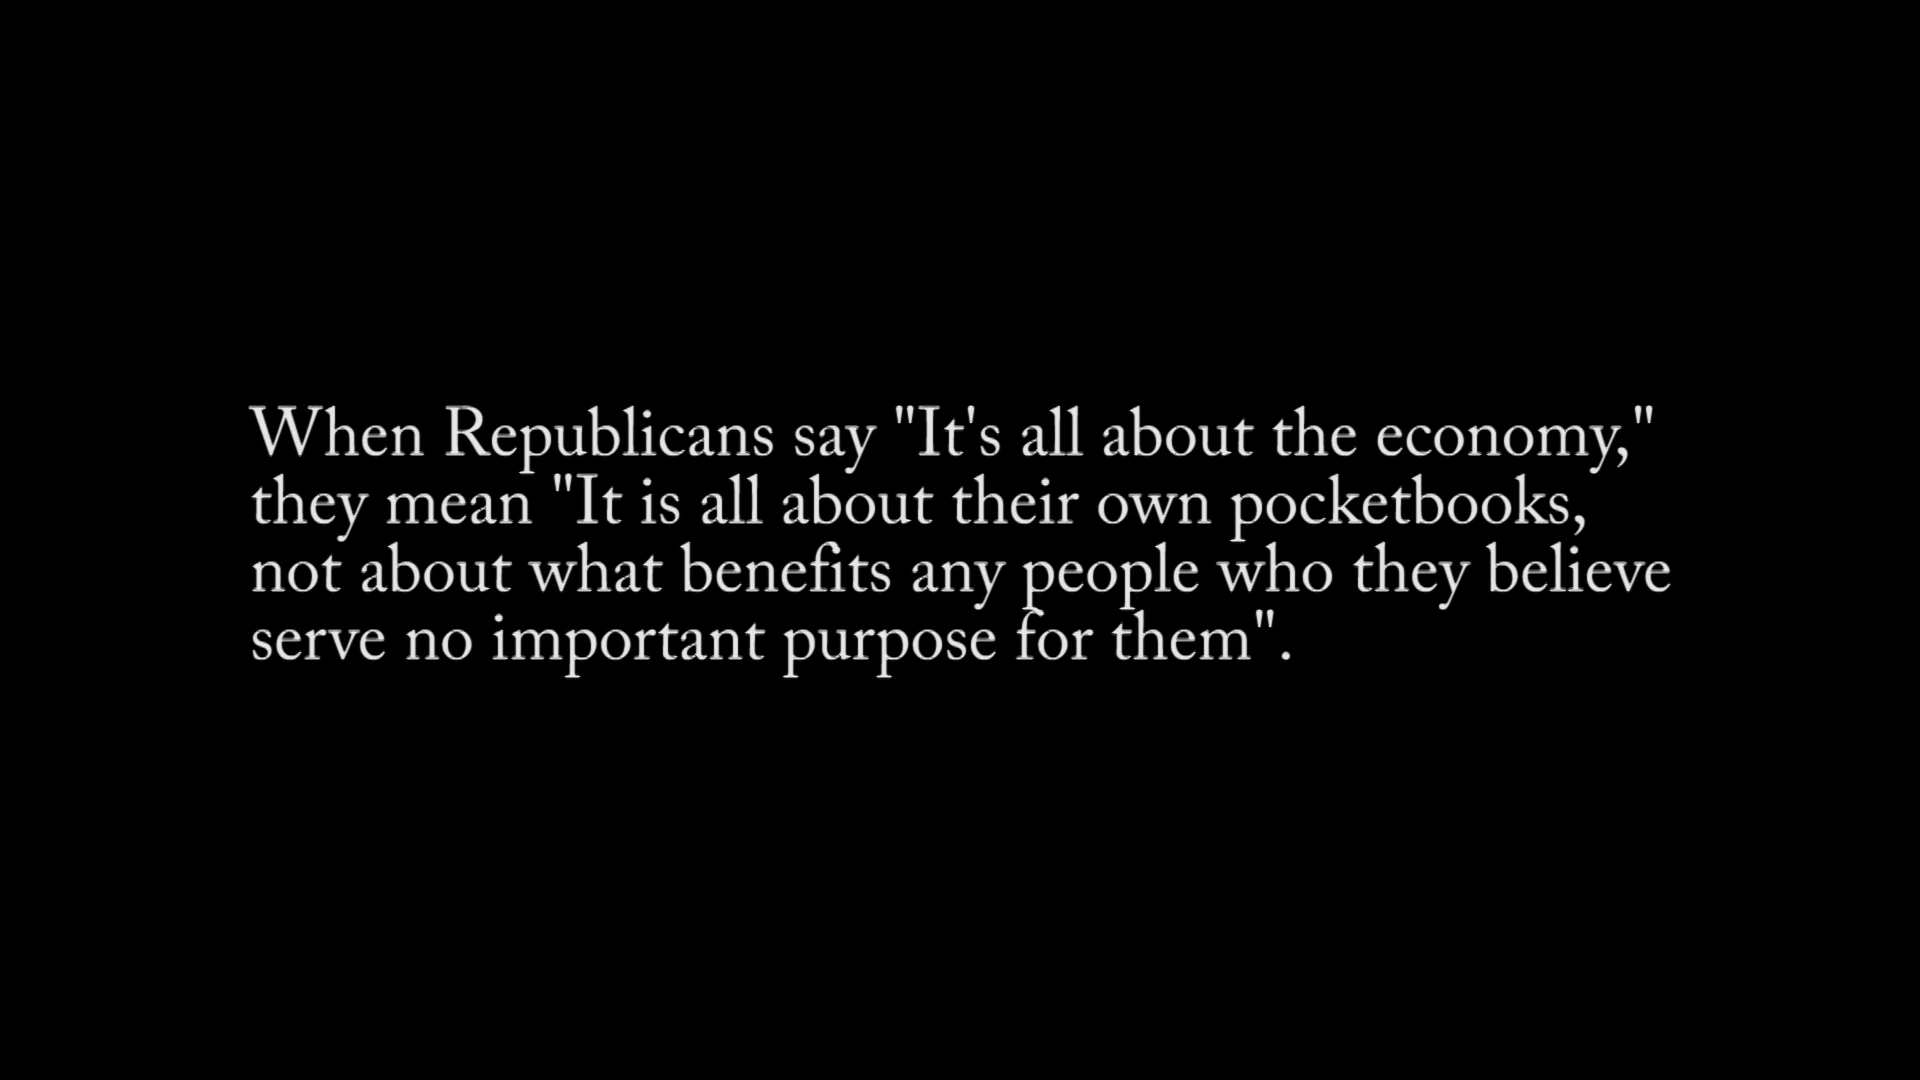 When Republicans say "It's all about the economy,"
they mean "It is all about their own pocketbooks,
not about what benefits any people who they believe
serve no important purpose for them".